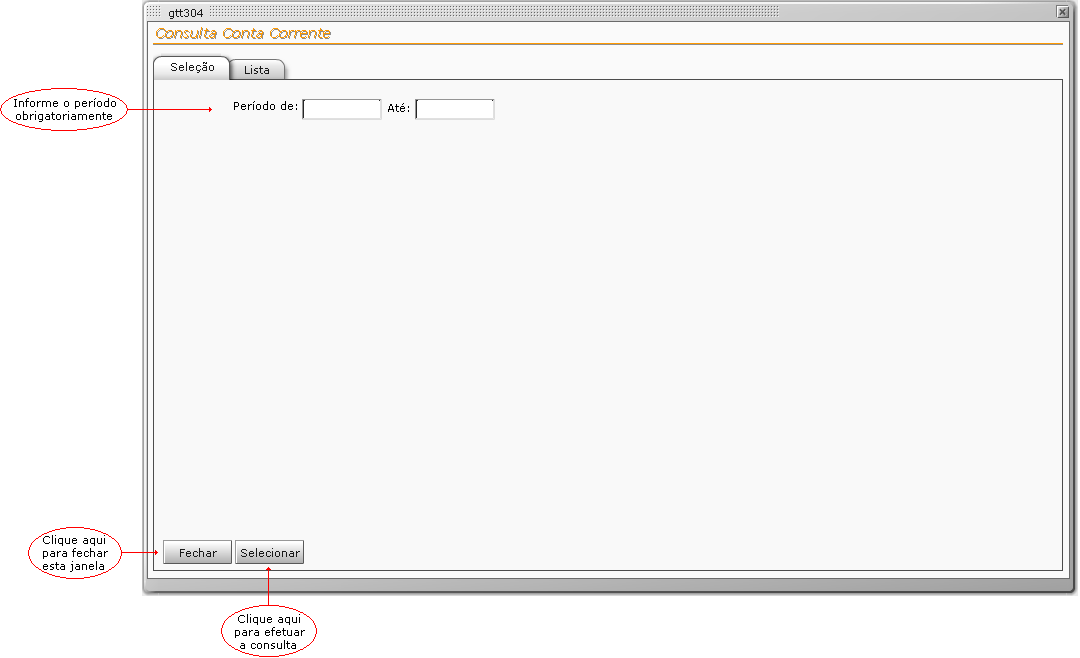 gtt304
Consulta Conta Corrente
Seleção
Lista
Informe o período
obrigatoriamente
Período de:
Até:
Clique aqui
para fechar
esta janela
Fechar
Selecionar
Clique aqui
para efetuar
a consulta